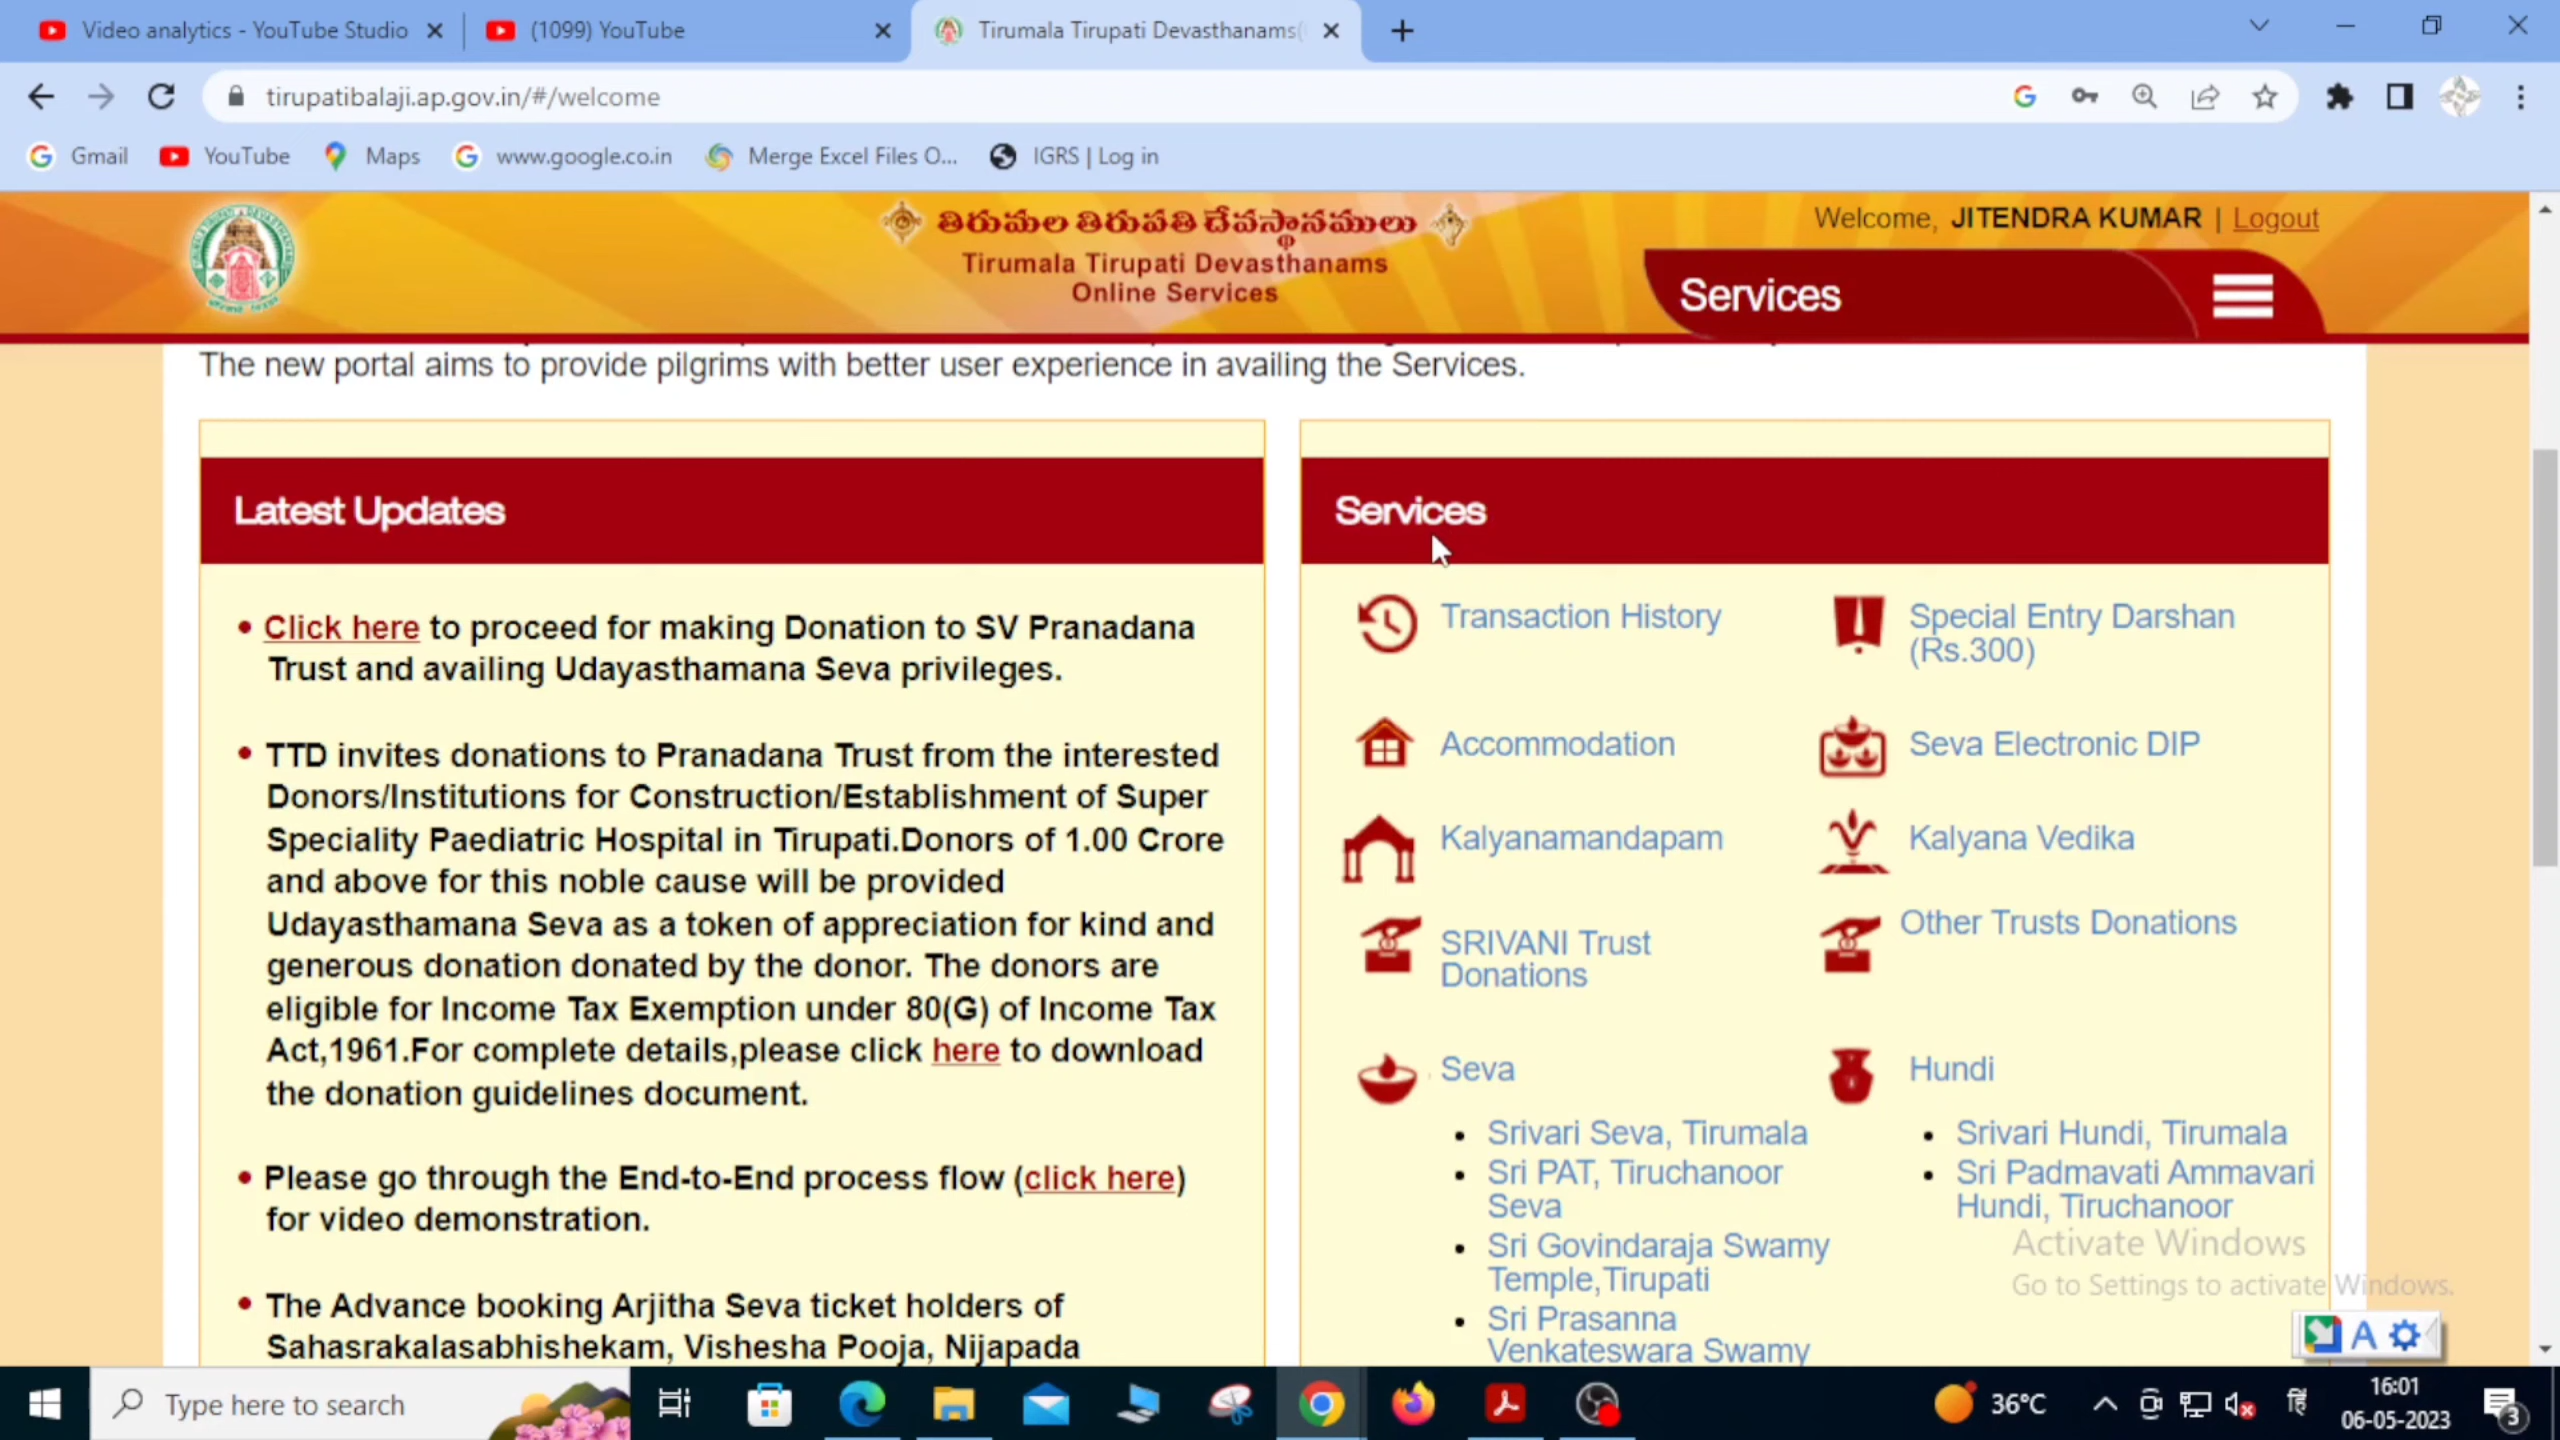 Video analytics - YouTube Studio
(1099) YouTube
Tirumala Tirupati Devasthanams(
tirupatibalaji.ap.gov.in/#/welcome
Gmail
YouTube
Maps
www.google.co.in
Merge Excel Files O...
IGRS | Log in
తిరుమల తిరుపతి దేవస్థానములు
Tirumala Tirupati Devasthanams
Online Services
Welcome, JITENDRA KUMAR | Logout
Services
The new portal aims to provide pilgrims with better user experience in availing the Services.
Latest Updates
• Click here to proceed for making Donation to SV Pranadana
Trust and availing Udayasthamana Seva privileges.
• TTD invites donations to Pranadana Trust from the interested
Donors/Institutions for Construction/Establishment of Super
Speciality Paediatric Hospital in Tirupati.Donors of 1.00 Crore
and above for this noble cause will be provided
Udayasthamana Seva as a token of appreciation for kind and
generous donation donated by the donor. The donors are
eligible for Income Tax Exemption under 80(G) of Income Tax
Act,1961.For complete details,please click here to download
the donation guidelines document.
• Please go through the End-to-End process flow (click here)
for video demonstration.
• The Advance booking Arjitha Seva ticket holders of
Sahasrakalasabhishekam, Vishesha Pooja, Nijapada
Services
Transaction History
Special Entry Darshan
(Rs.300)
Accommodation
Seva Electronic DIP
Kalyanamandapam
Kalyana Vedika
SRIVANI Trust
Donations
Other Trusts Donations
Seva
• Srivari Seva, Tirumala
• Sri PAT, Tiruchanoor
Seva
• Sri Govindaraja Swamy
Temple,Tirupati
• Sri Prasanna
Venkateswara Swamy
Hundi
• Srivari Hundi, Tirumala
• Sri Padmavati Ammavari
Hundi, Tiruchanoor
Activate Windows
Go to Settings to activate Windows.
A
Type here to search
36°C
हिं
16:01
06-05-2023
3